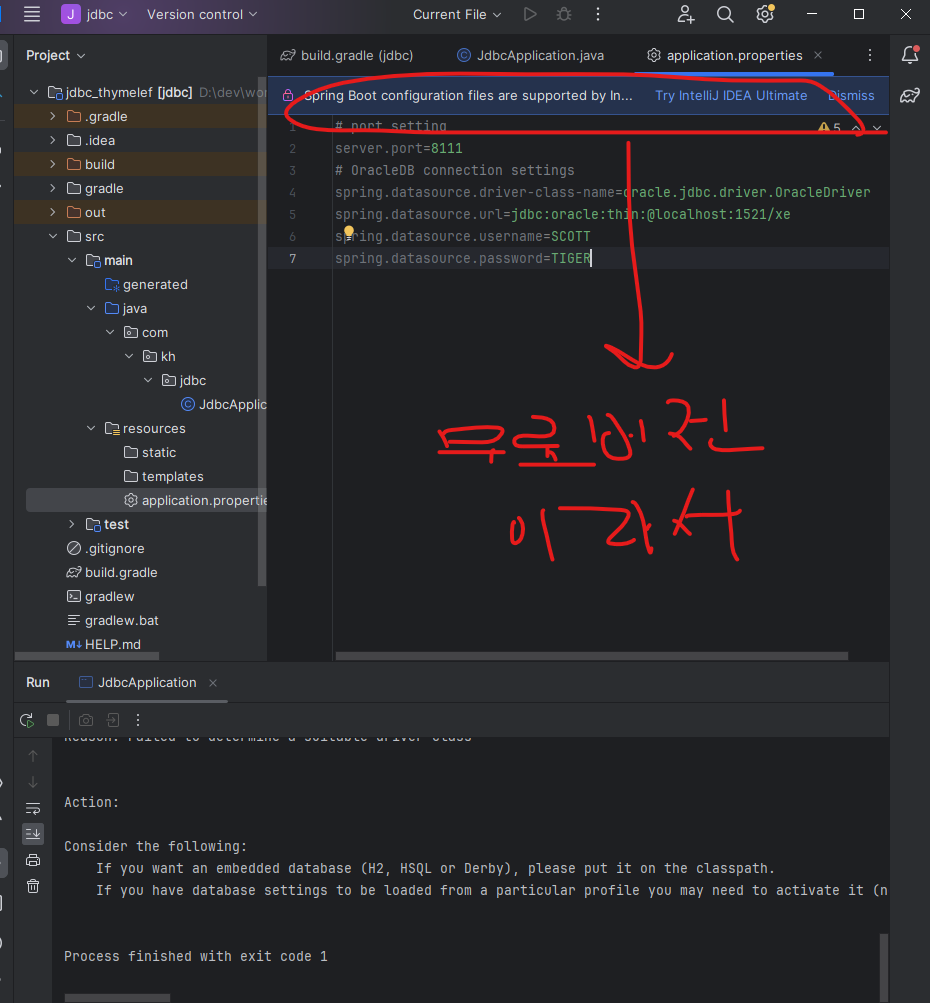 jdbc
Version control
Current File
Project
build.gradle (jdbc)
JdbcApplication.java
application.properties
jdbc_thymelef [jdbc] D:\dev\wor
Spring Boot configuration files are supported by In... Try IntelliJ IDEA Ultimate Dismiss
.gradle
.idea
build
gradle
out
src
main
generated
java
com
kh
jdbc
JdbcApplic
resources
static
templates
application.propertie
test
.gitignore
build.gradle
gradlew
gradlew.bat
HELP.md
1 # port setting
5
2 server.port=8111
3 # OracleDB connection settings
4 spring.datasource.driver-class-name=oracle.jdbc.driver.OracleDriver
5 spring.datasource.url=jdbc:oracle:thin:@localhost:1521/xe
6 spring.datasource.username=SCOTT
7 spring.datasource.password=TIGER
무료버전
이라서
Run
JdbcApplication
Reason: Failed to determine a suitable driver class
Action:
Consider the following:
If you want an embedded database (H2, HSQL or Derby), please put it on the classpath.
If you have database settings to be loaded from a particular profile you may need to activate it (n
Process finished with exit code 1